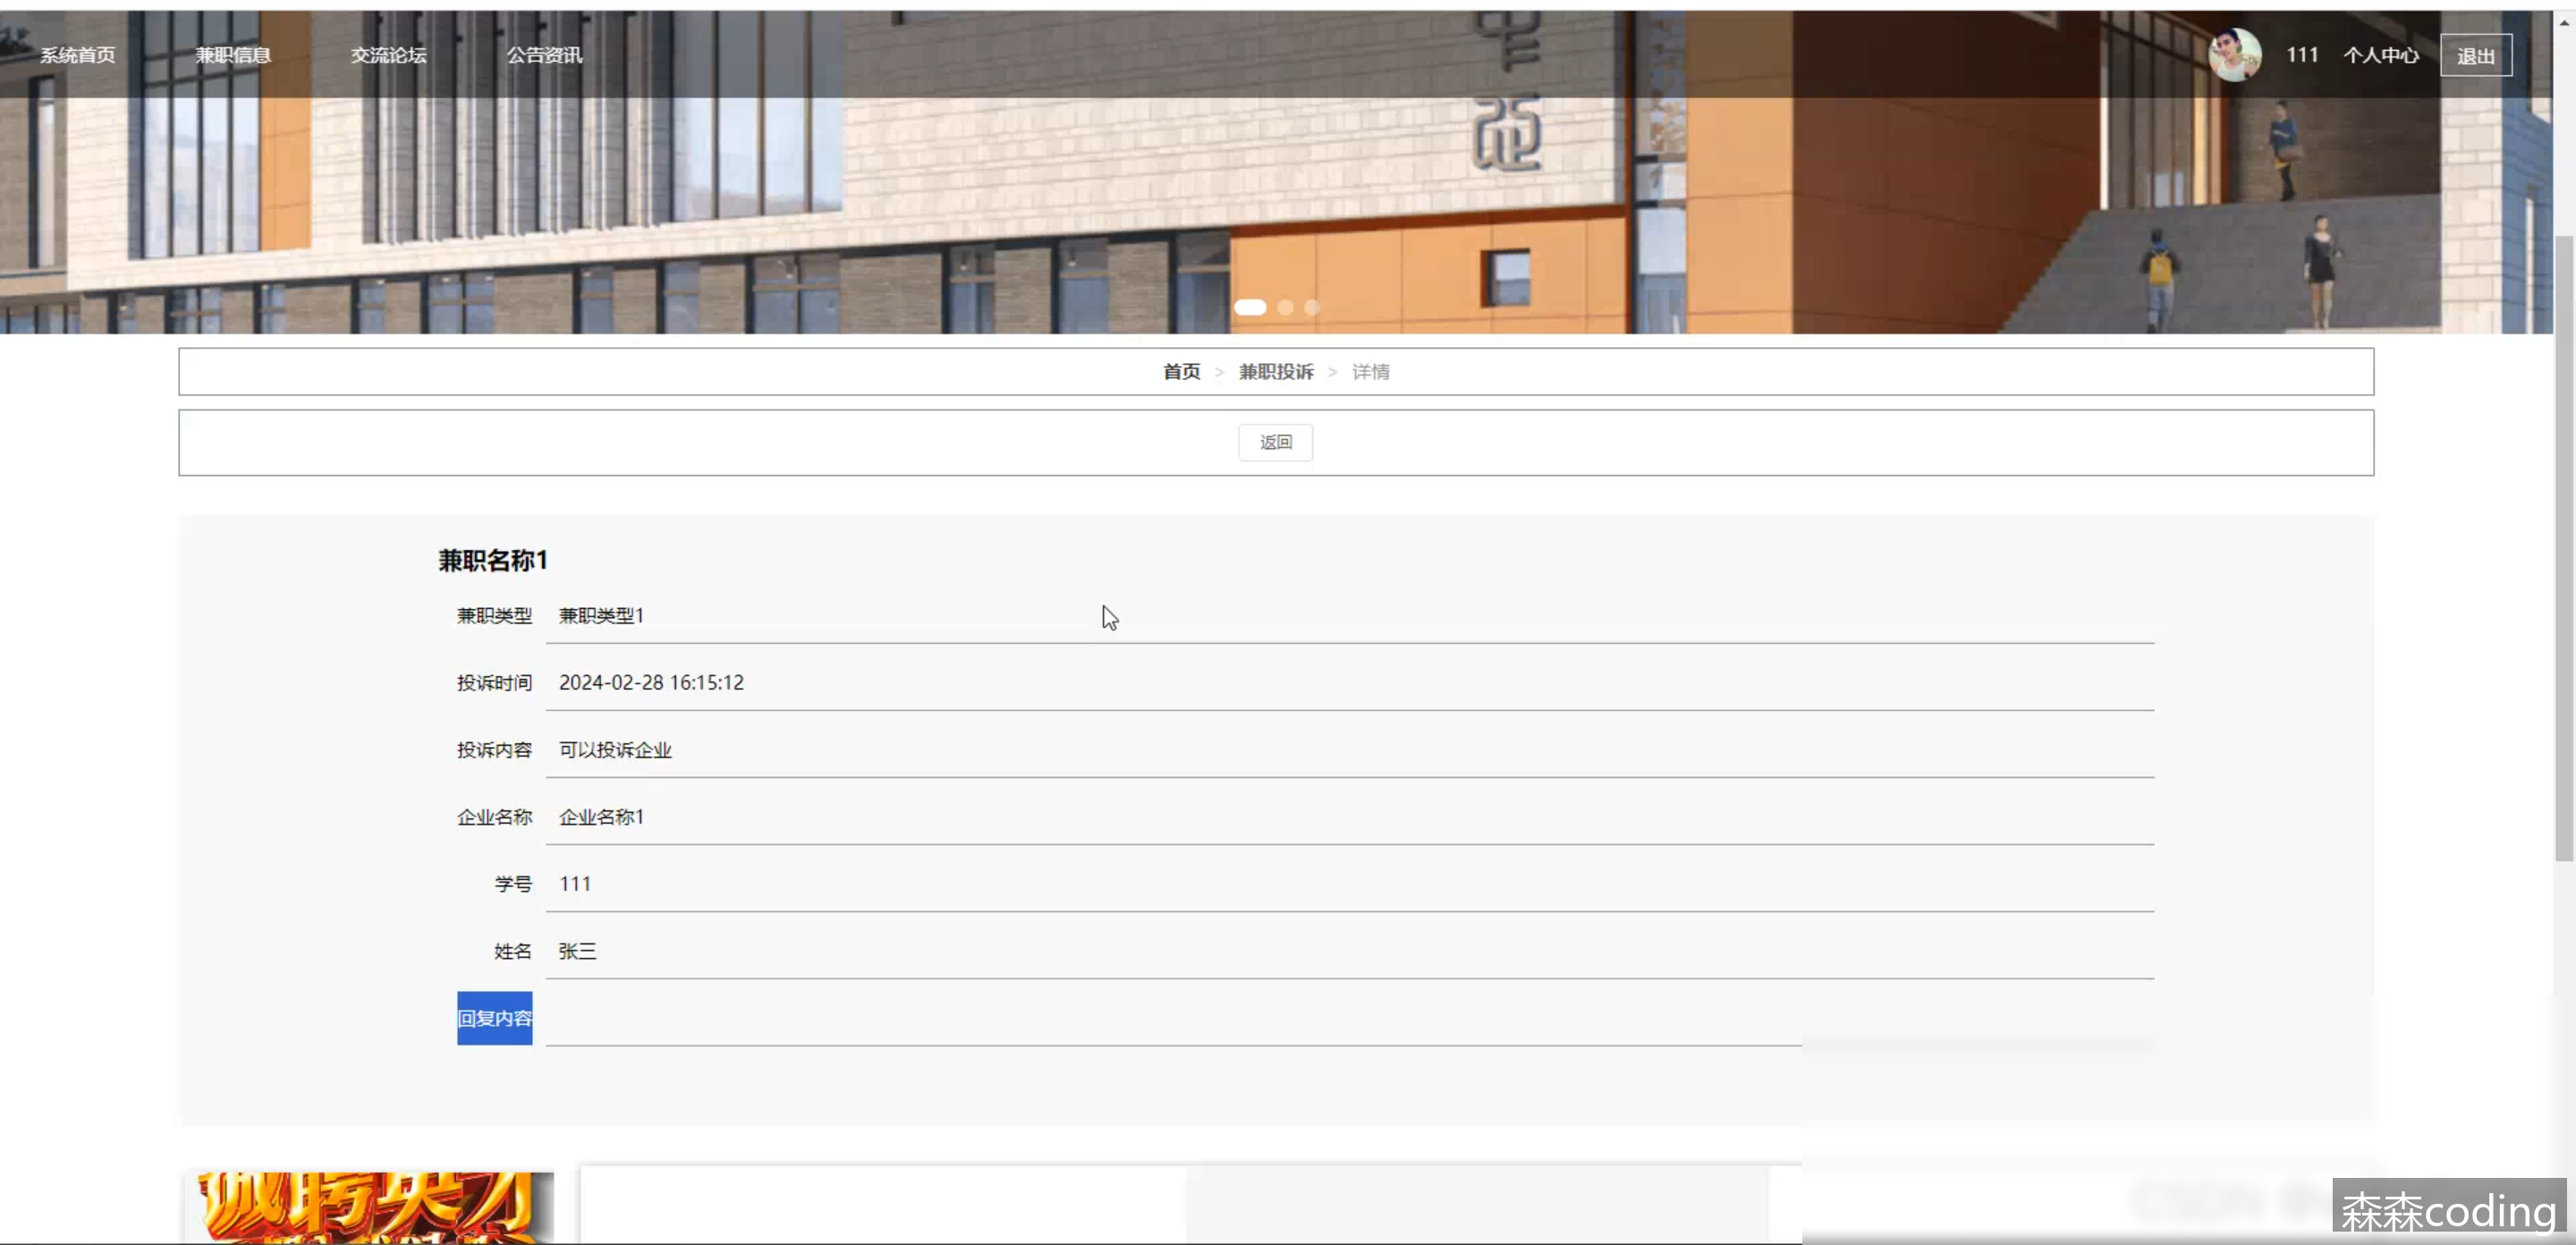 系统首页
兼职信息
交流论坛
公告资讯
111
个人中心
退出
首页 > 兼职投诉 > 详情
返回
兼职名称1
兼职类型 兼职类型1
投诉时间 2024-02-28 16:15:12
投诉内容 可以投诉企业
企业名称 企业名称1
学号 111
姓名 张三
回复内容
诚聘英才
森森coding